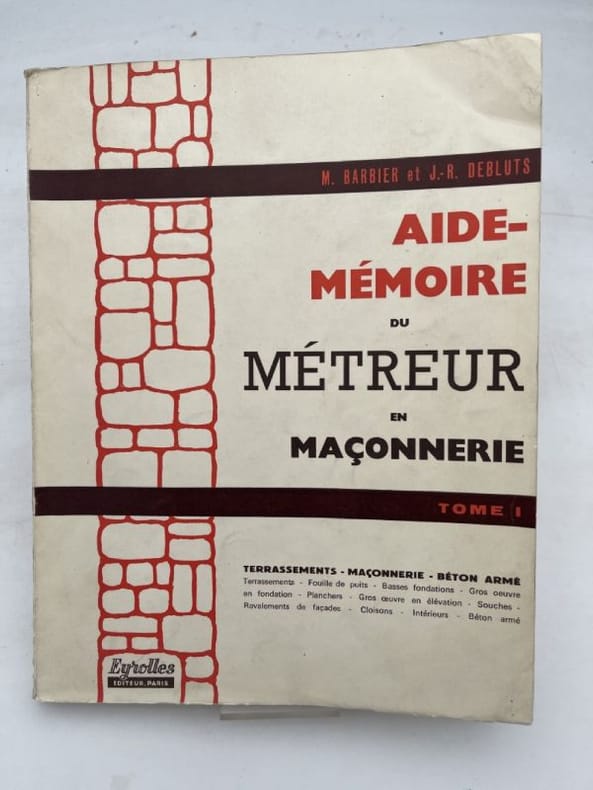 M. BARBIER et J.-R. DEBLUTS
AIDE-
MÉMOIRE
DU
MÉTREUR
EN
MAÇONNERIE
TOME I
TERRASSEMENTS - MAÇONNERIE - BÉTON ARMÉ
Terrassements - Fouille de puits - Basses fondations - Gros oeuvre
en fondation - Planchers - Gros œuvre en élévation - Souches -
Ravalements de façades - Cloisons - Intérieurs - Béton armé
Eyrolles
EDITEUR, PARIS